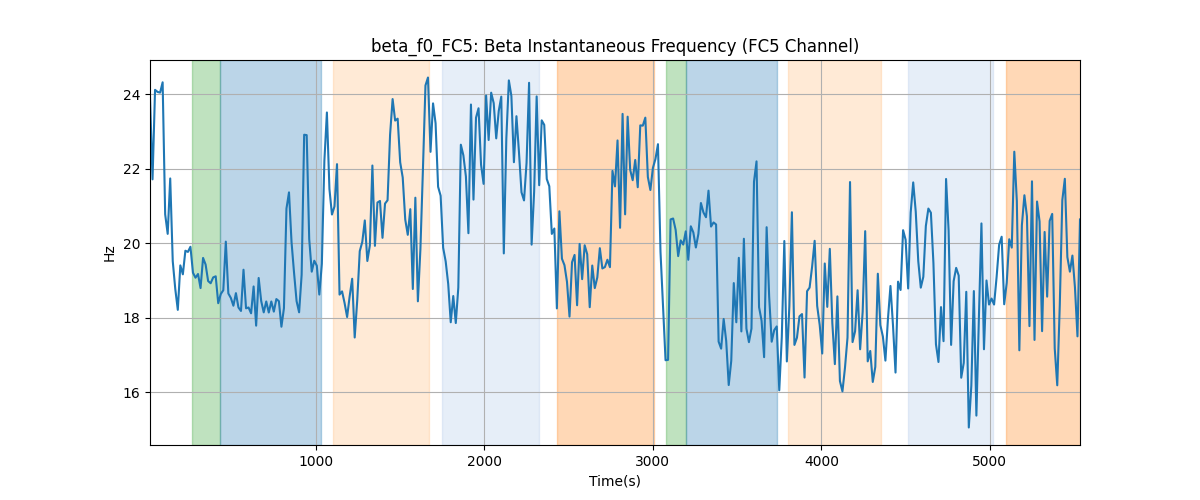 beta_f0_FC5: Beta Instantaneous Frequency (FC5 Channel)
24
22
20
18
16
Hz
1000 2000 3000 4000 5000
Time(s)